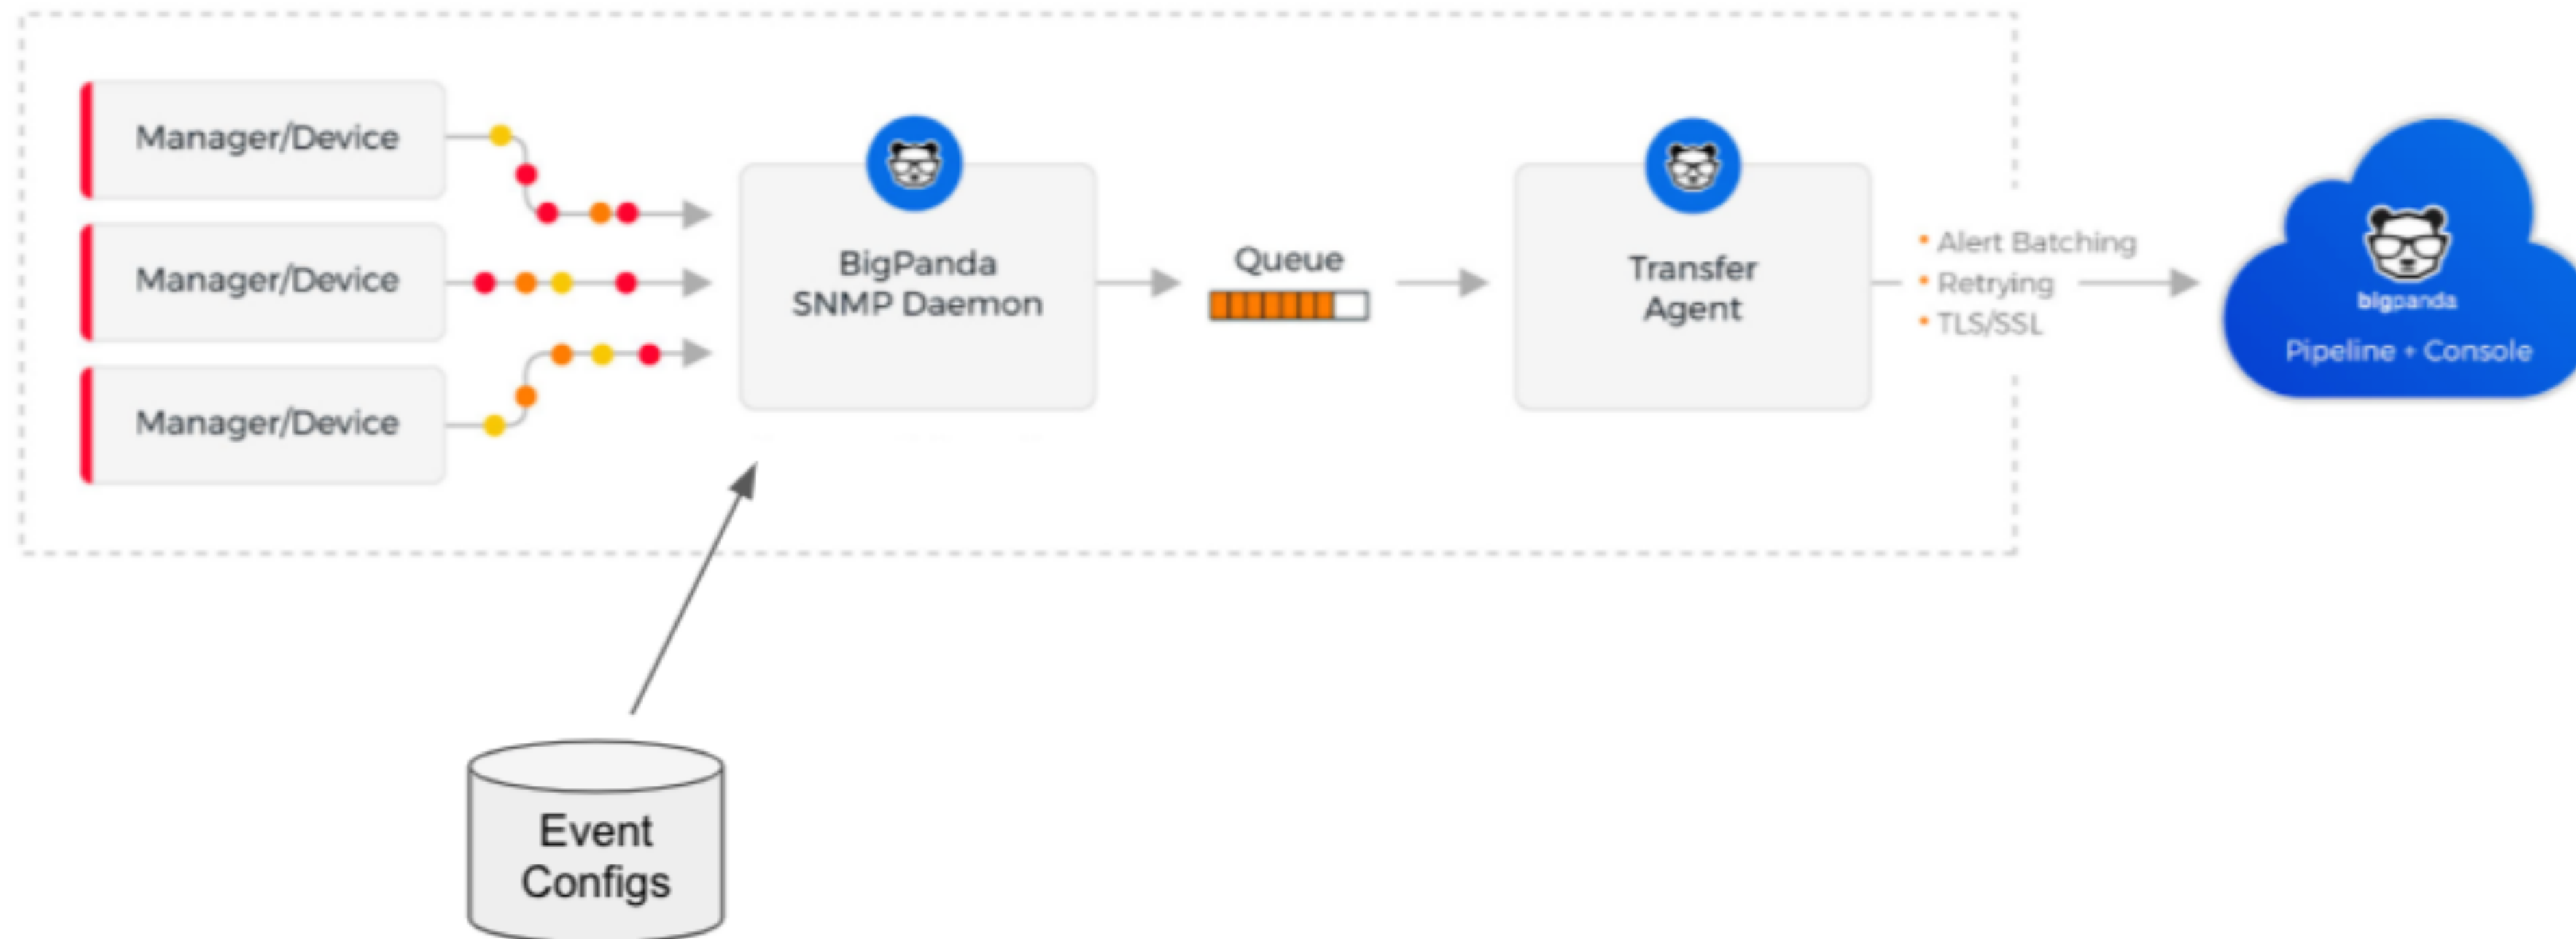 Manager/Device
Manager/Device
Manager/Device
BigPanda
SNMP Daemon
Queue
Transfer
Agent
• Alert Batching
• Retrying
• TLS/SSL
bigpanda
Pipeline + Console
Event
Configs